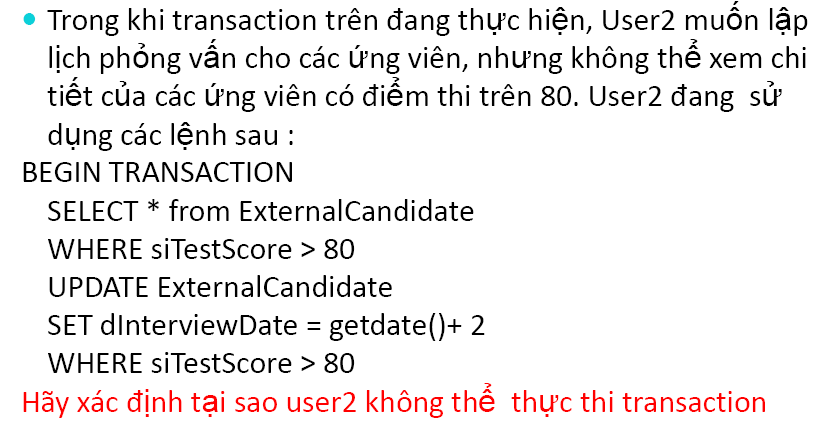 • Trong khi transaction trên đang thực hiện, User2 muốn lập
lịch phỏng vấn cho các ứng viên, nhưng không thể xem chi
tiết của các ứng viên có điểm thi trên 80. User2 đang sử
dụng các lệnh sau :
BEGIN TRANSACTION
SELECT * from ExternalCandidate
WHERE siTestScore > 80
UPDATE ExternalCandidate
SET dInterviewDate = getdate()+ 2
WHERE siTestScore > 80
Hãy xác định tại sao user2 không thể thực thi transaction